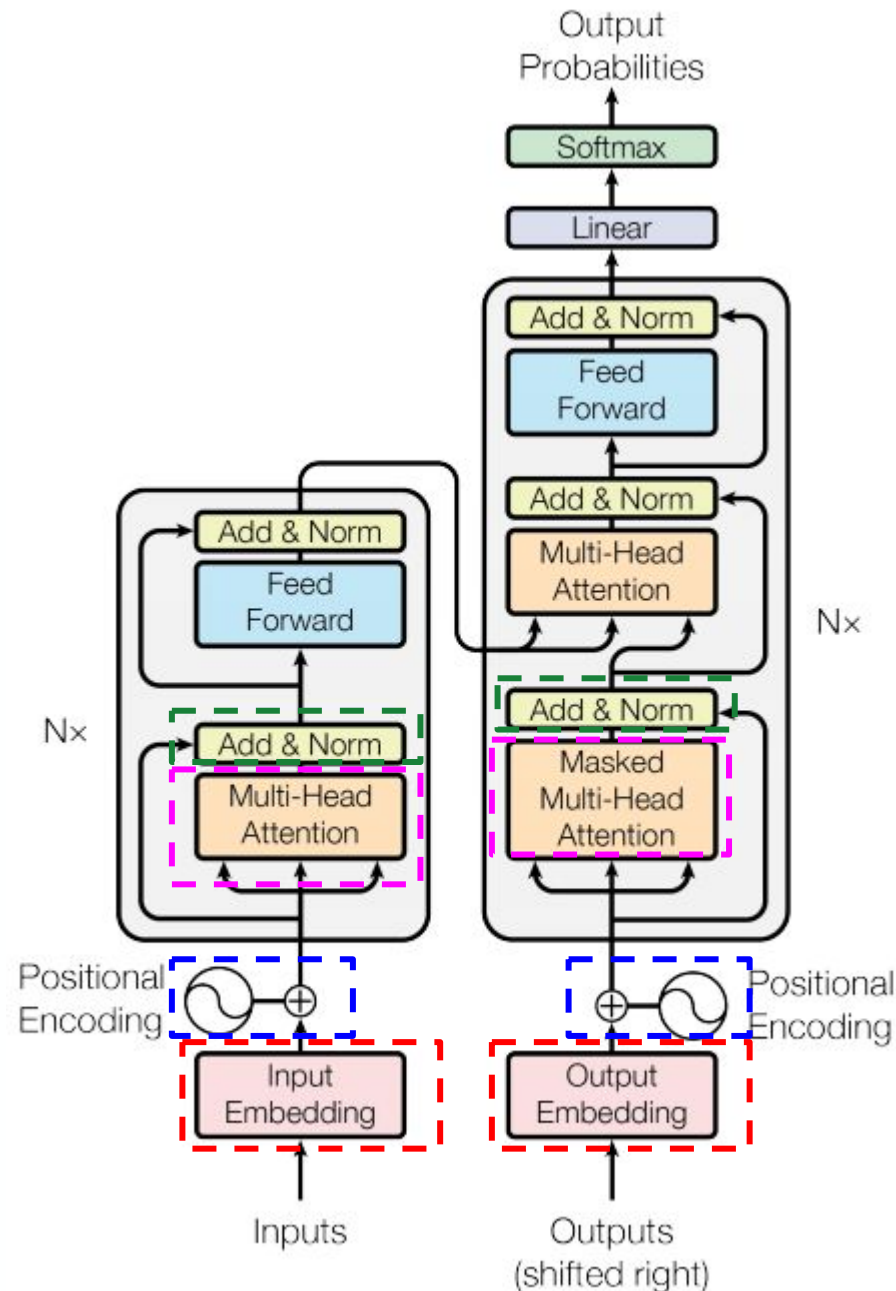 Output
Probabilities
Softmax
Linear
Add & Norm
Feed
Forward
Add & Norm
Multi-Head
Attention
Add & Norm
Masked
Multi-Head
Attention
N×
Add & Norm
Feed
Forward
Add & Norm
Multi-Head
Attention
N×
Positional
Encoding
Positional
Encoding
Input
Embedding
Output
Embedding
Inputs
Outputs
(shifted right)